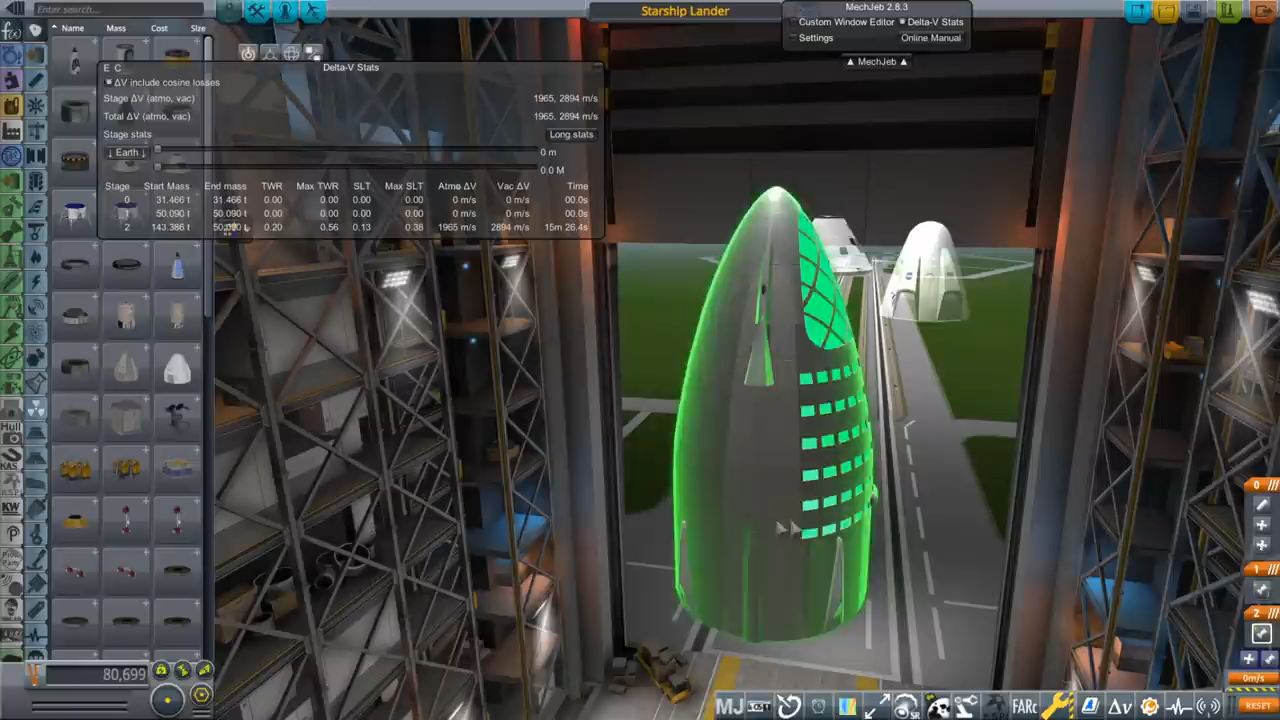 Enter search...
Starship Lander
MechJeb 2.8.3
Custom Window Editor
Delta-V Stats
Settings
Online Manual
▲ MechJeb ▲
Name Mass Cost Size
E C
Delta-V Stats
ΔV include cosine losses
Stage ΔV (atmo, vac) 1965, 2894 m/s
Total ΔV (atmo, vac) 1965, 2894 m/s
Stage stats Long stats
↓ Earth ↓ 0 m
0.0 M
Stage Start Mass End mass TWR Max TWR SLT Max SLT Atmo ΔV Vac ΔV Time
0 31.466 t 31.466 t 0.00 0.00 0.00 0.00 0 m/s 0 m/s 00.0s
50.090 t 50.090 t 0.00 0.00 0.00 0.00 0 m/s 0 m/s 00.0s
2 143.386 t 50.090 t 0.20 0.56 0.13 0.38 1965 m/s 2894 m/s 15m 26.4s
f(x)
Hull
KAS
KW
0
1
2
0m/s
RESET
80,699
MJ
SR
FARc
Δv